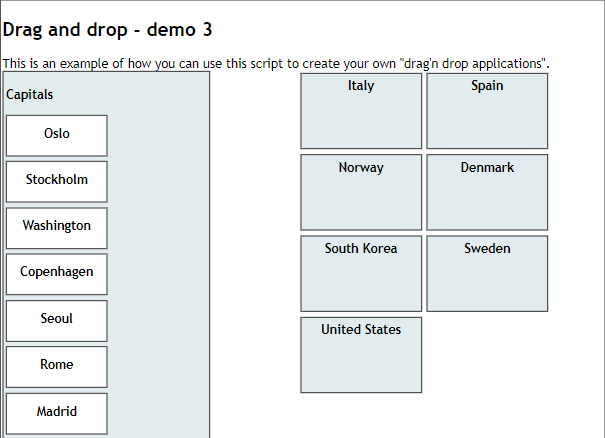 Drag and drop - demo 3
This is an example of how you can use this script to create your own "drag'n drop applications".
Capitals
Oslo
Stockholm
Washington
Copenhagen
Seoul
Rome
Madrid
Italy
Spain
Norway
Denmark
South Korea
Sweden
United States